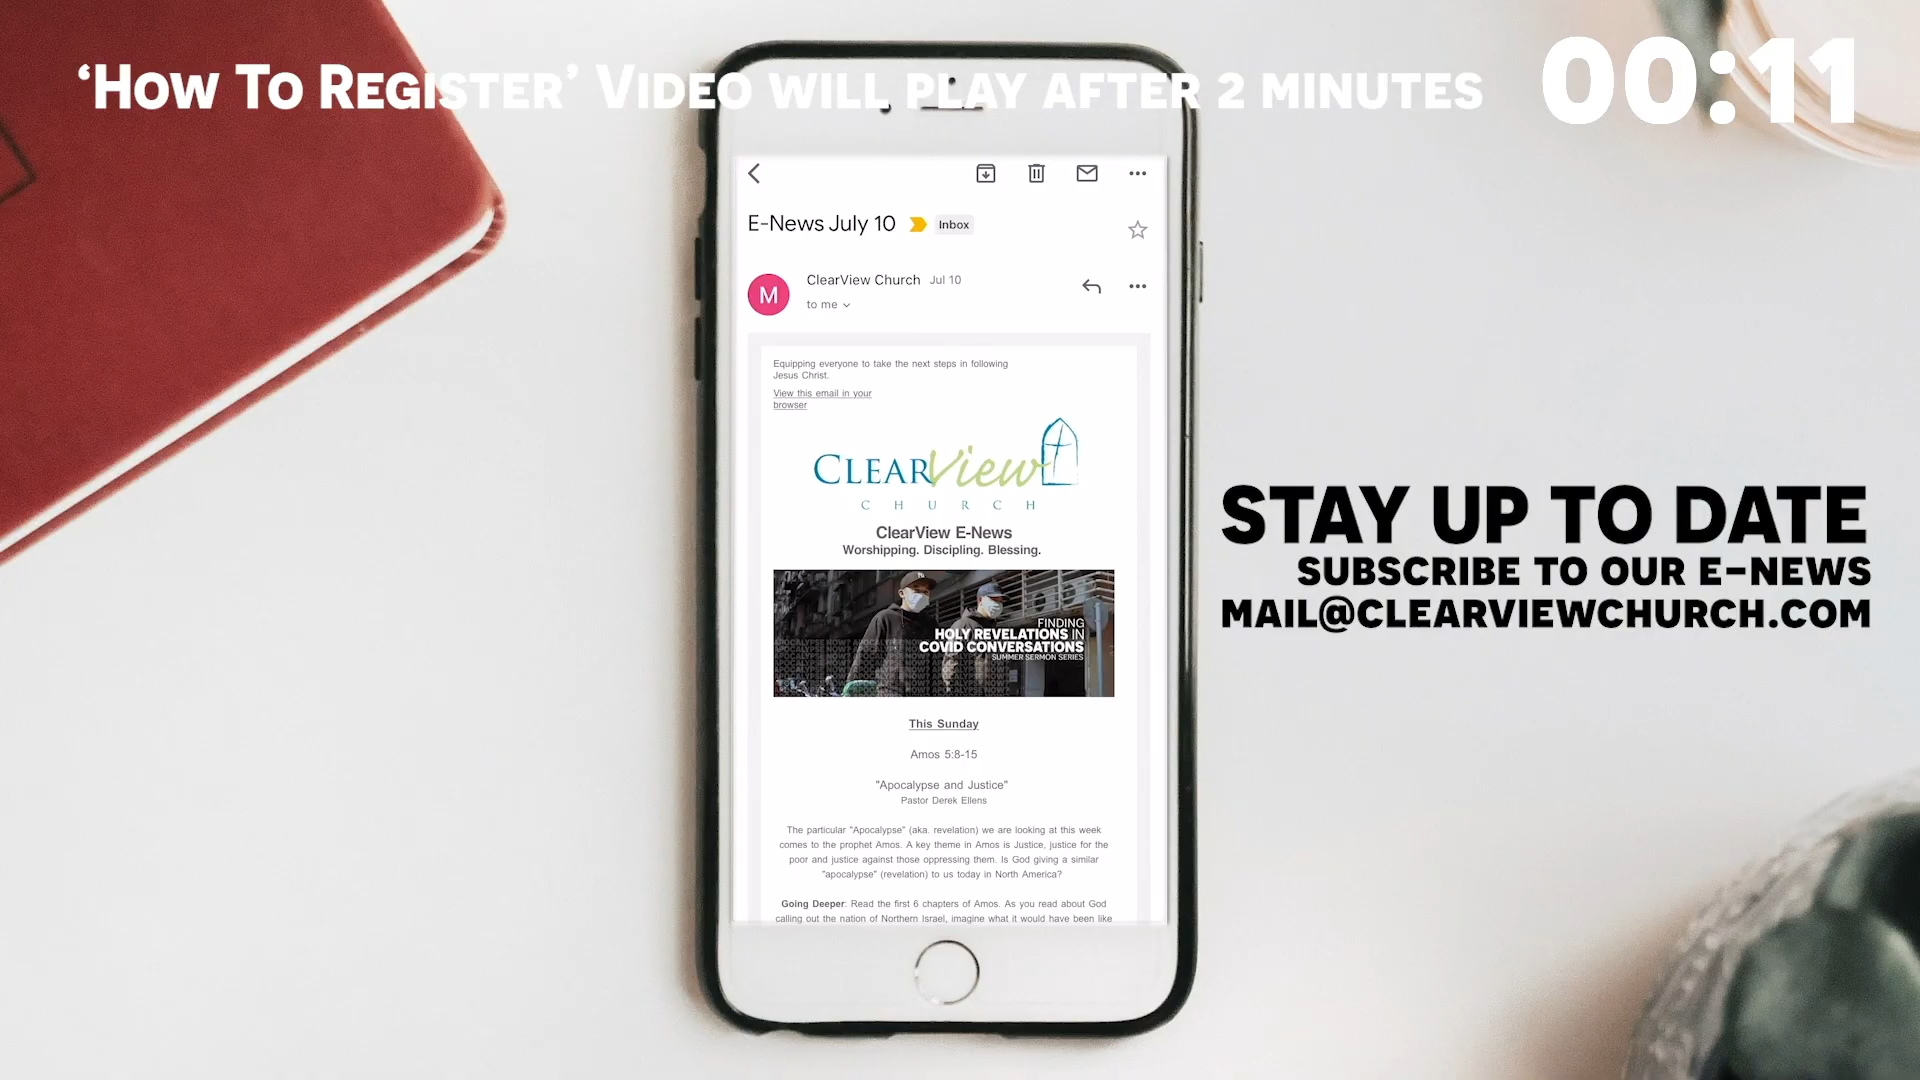 ‘How To Register’ Video will play after 2 minutes
00:11
E-News July 10
Inbox
M
ClearView Church Jul 10
to me
Equipping everyone to take the next steps in following
Jesus Christ.
View this email in your
browser
CLEARView
CHURCH
ClearView E-News
Worshipping. Discipling. Blessing.
FINDING
HOLY REVELATIONS IN
COVID CONVERSATIONS
SUMMER SERMON SERIES
This Sunday
Amos 5:8-15
"Apocalypse and Justice"
Pastor Derek Ellens
The particular "Apocalypse" (aka. revelation) we are looking at this week
comes to the prophet Amos. A key theme in Amos is Justice, justice for the
poor and justice against those oppressing them. Is God giving a similar
"apocalypse" (revelation) to us today in North America?
Going Deeper: Read the first 6 chapters of Amos. As you read about God
calling out the nation of Northern Israel, imagine what it would have been like
STAY UP TO DATE
SUBSCRIBE TO OUR E-NEWS
MAIL@CLEARVIEWCHURCH.COM